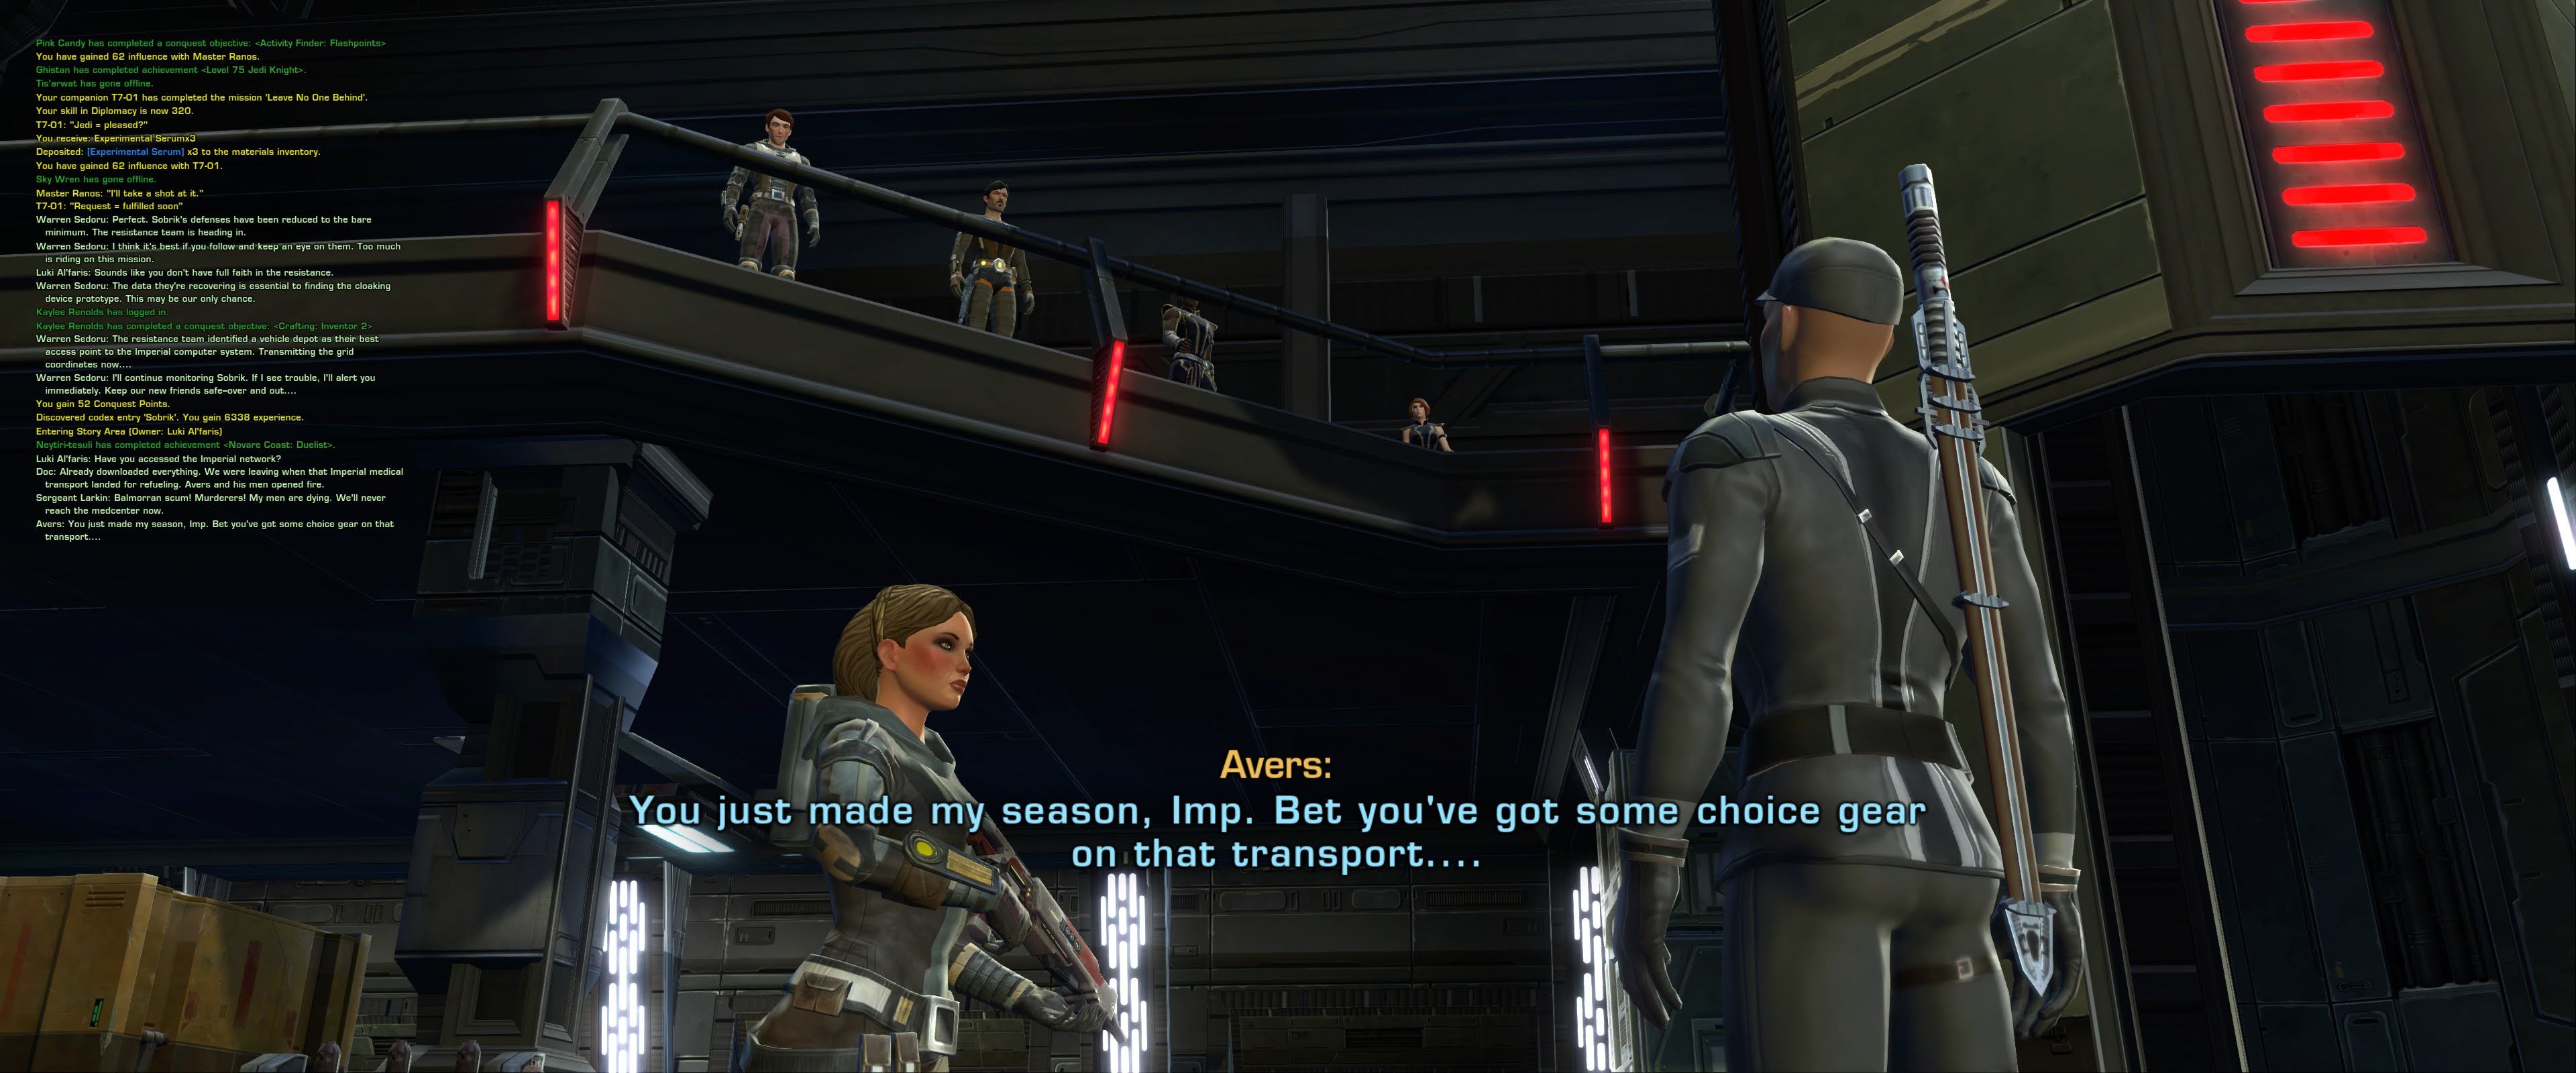 Pink Candy has completed a conquest objective: <Activity Finder: Flashpoints>
You have gained 62 influence with Master Ranos.
Ghistan has completed achievement <Level 75 Jedi Knight>.
Tis'arwat has gone offline.
Your companion T7-01 has completed the mission 'Leave No One Behind'.
Your skill in Diplomacy is now 320.
T7-01: "Jedi = pleased?"
You receive: Experimental Serumx3
Deposited: [Experimental Serum] x3 to the materials inventory.
You have gained 62 influence with T7-01.
Sky Wren has gone offline.
Master Ranos: "I'll take a shot at it."
T7-01: "Request = fulfilled soon"
Warren Sedoru: Perfect. Sobrik's defenses have been reduced to the bare
minimum. The resistance team is heading in.
Warren Sedoru: I think it's best if you follow and keep an eye on them. Too much
is riding on this mission.
Luki Al'faris: Sounds like you don't have full faith in the resistance.
Warren Sedoru: The data they're recovering is essential to finding the cloaking
device prototype. This may be our only chance.
Kaylee Renolds has logged in.
Kaylee Renolds has completed a conquest objective: <Crafting: Inventor 2>
Warren Sedoru: The resistance team identified a vehicle depot as their best
access point to the Imperial computer system. Transmitting the grid
coordinates now....
Warren Sedoru: I'll continue monitoring Sobrik. If I see trouble, I'll alert you
immediately. Keep our new friends safe–over and out....
You gain 52 Conquest Points.
Discovered codex entry 'Sobrik'. You gain 6338 experience.
Entering Story Area (Owner: Luki Al'faris)
Neytiri-tesuli has completed achievement <Novare Coast: Duelist>.
Luki Al'faris: Have you accessed the Imperial network?
Doc: Already downloaded everything. We were leaving when that Imperial medical
transport landed for refueling. Avers and his men opened fire.
Sergeant Larkin: Balmorran scum! Murderers! My men are dying. We'll never
reach the medcenter now.
Avers: You just made my season, Imp. Bet you've got some choice gear on that
transport....
Avers:
You just made my season, Imp. Bet you've got some choice gear
on that transport....